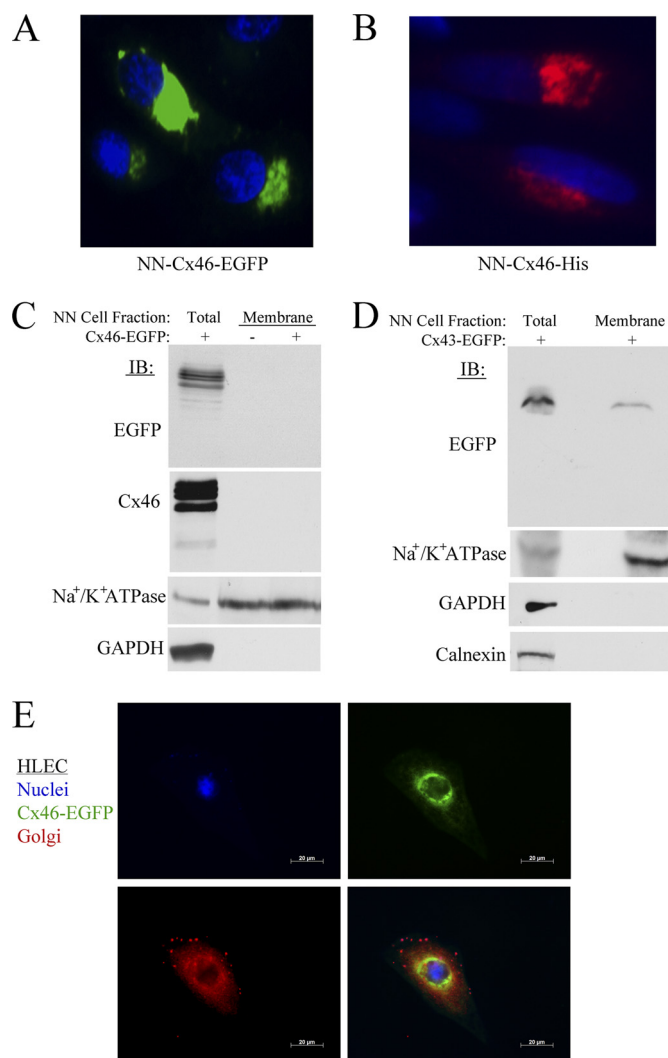 A
B
NN-Cx46-EGFP
NN-Cx46-His
C
NN Cell Fraction: Total Membrane
Cx46-EGFP: + - +
IB:
EGFP
Cx46
Na+/K+ATPase
GAPDH
D
NN Cell Fraction: Total Membrane
Cx43-EGFP: + +
IB:
EGFP
Na+/K+ATPase
GAPDH
Calnexin
E
HLEC
Nuclei
Cx46-EGFP
Golgi
20 µm
20 µm
20 µm
20 µm